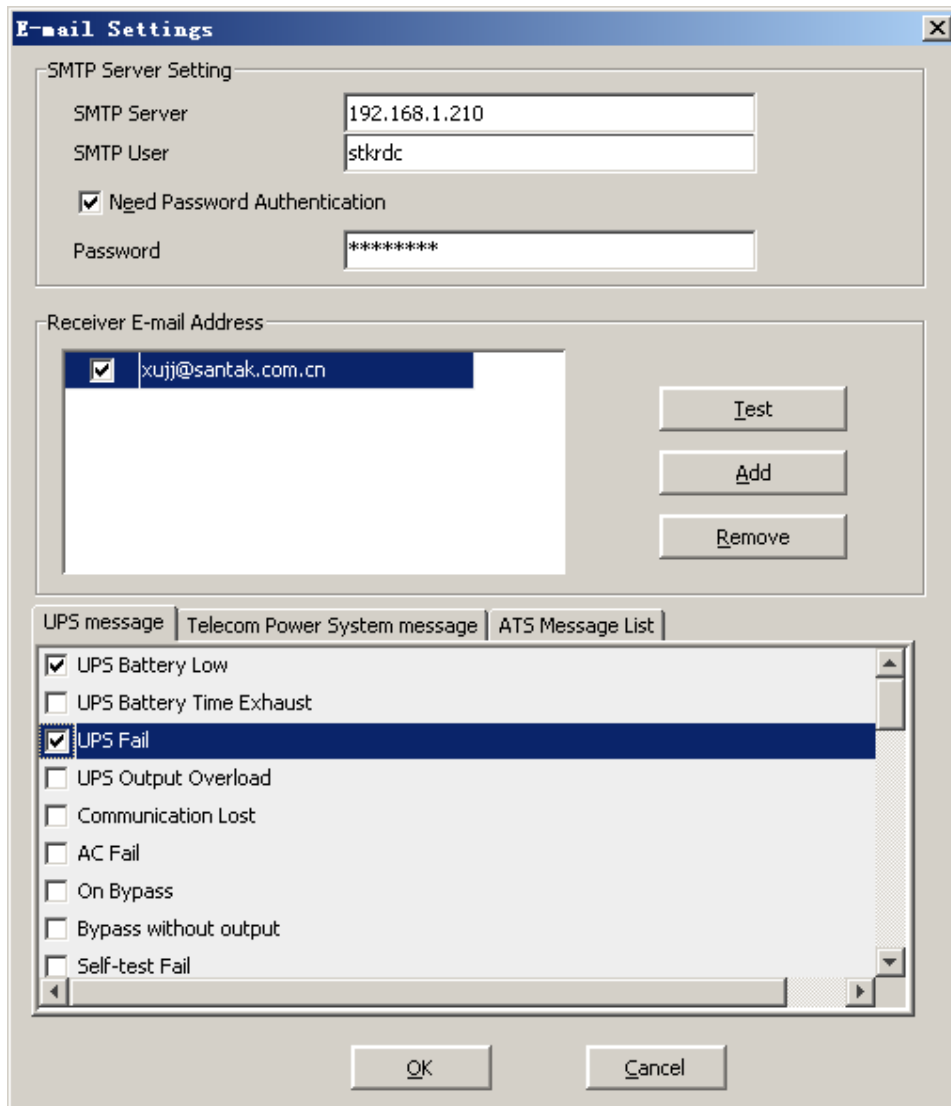 E-mail Settings
SMTP Server Setting
SMTP Server 192.168.1.210
SMTP User stkrdc
Need Password Authentication
Password ********
Receiver E-mail Address
xujj@santak.com.cn
Test
Add
Remove
UPS message Telecom Power System message ATS Message List
UPS Battery Low
UPS Battery Time Exhaust
UPS Fail
UPS Output Overload
Communication Lost
AC Fail
On Bypass
Bypass without output
Self-test Fail
OK Cancel